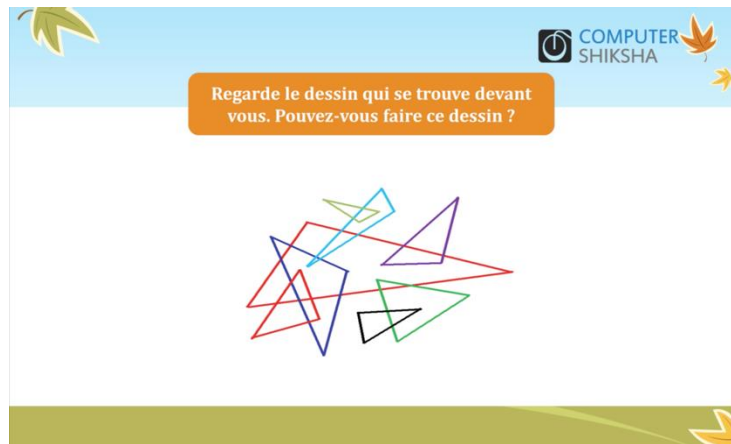 COMPUTER
SHIKSHA
Regarde le dessin qui se trouve devant
vous. Pouvez-vous faire ce dessin ?